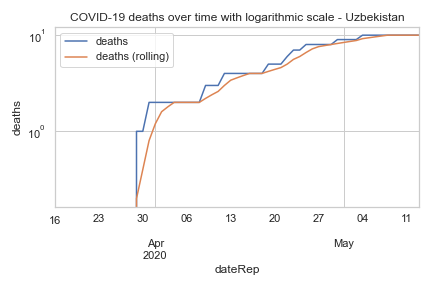 COVID-19 deaths over time with logarithmic scale - Uzbekistan
deaths
deaths (rolling)
10¹
10⁰
deaths
16 23 30 06 13 20 27 04 11
Apr May
2020
dateRep